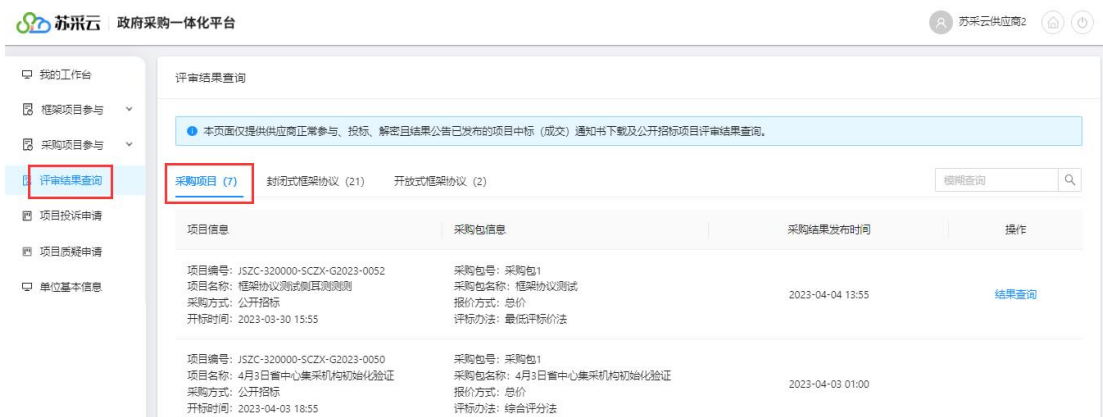 苏采云 政府采购一体化平台 苏采云供应商2
我的工作台
框架项目参与
采购项目参与
评审结果查询
项目投诉申请
项目质疑申请
单位基本信息
评审结果查询
本页面仅提供供应商正常参与、投标、解密且结果公告已发布的项目中标（成交）通知书下载及公开招标项目评审结果查询。
采购项目 (7) 封闭式框架协议 (21) 开放式框架协议 (2) 模糊查询
项目信息 采购包信息 采购结果发布时间 操作
项目编号: JSZC-320000-SCZX-G2023-0052 采购包号: 采购包1
项目名称: 框架协议测试侧耳测测测 采购包名称: 框架协议测试
采购方式: 公开招标 报价方式: 总价
开标时间: 2023-03-30 15:55 评标办法: 最低评标价法
2023-04-04 13:55 结果查询
项目编号: JSZC-320000-SCZX-G2023-0050 采购包号: 采购包1
项目名称: 4月3日省中心集采机构初始化验证 采购包名称: 4月3日省中心集采机构初始化验证
采购方式: 公开招标 报价方式: 总价
开标时间: 2023-04-03 18:55 评标办法: 综合评分法
2023-04-03 01:00